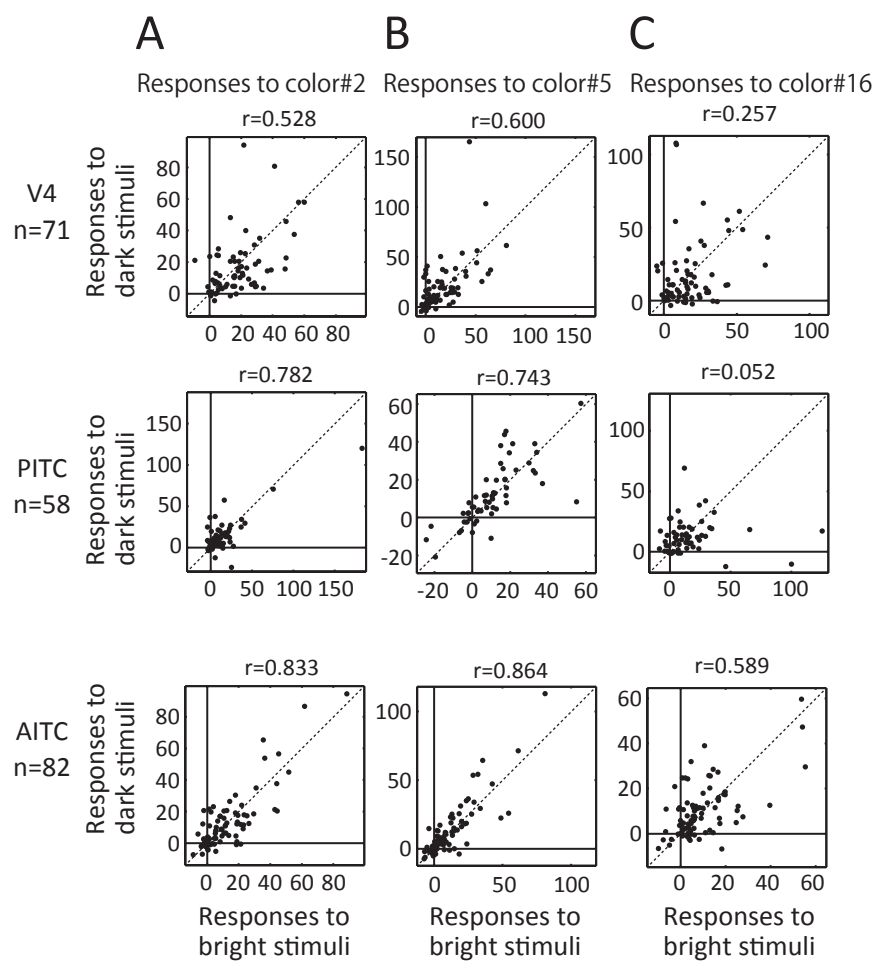 A B C
Responses to color#2 Responses to color#5 Responses to color#16
r=0.528 r=0.600 r=0.257
V4
n=71
Responses to
dark stimuli
80
60
40
20
0
0 20 40 60 80
150
100
50
0
0 50 100 150
100
50
0
0 50 100
r=0.782 r=0.743 r=0.052
PITC
n=58
Responses to
dark stimuli
150
100
50
0
0 50 100 150
60
40
20
0
-20
-20 0 20 40 60
100
50
0
0 50 100
r=0.833 r=0.864 r=0.589
AITC
n=82
Responses to
dark stimuli
80
60
40
20
0
0 20 40 60 80
100
50
0
0 50 100
60
40
20
0
0 20 40 60
Responses to Responses to Responses to
bright stimuli bright stimuli bright stimuli